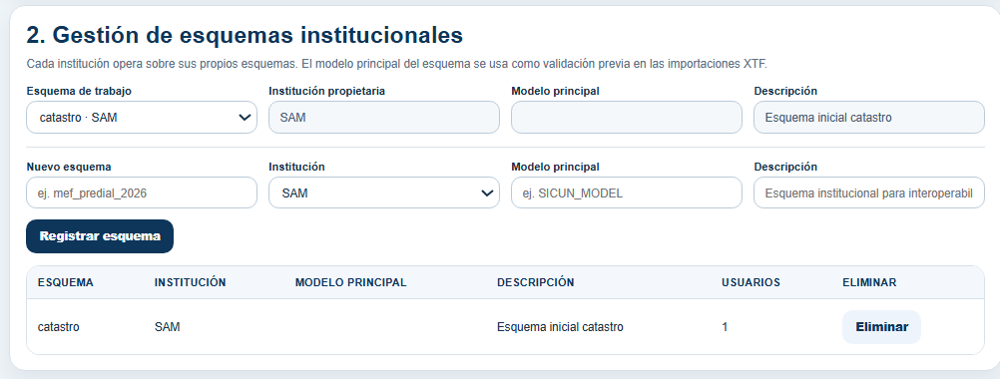 2. Gestión de esquemas institucionales
Cada institución opera sobre sus propios esquemas. El modelo principal del esquema se usa como validación previa en las importaciones XTF.
Esquema de trabajo Institución propietaria Modelo principal Descripción
catastro · SAM SAM Esquema inicial catastro
Nuevo esquema Institución Modelo principal Descripción
ej. mef_predial_2026 SAM ej. SICUN_MODEL Esquema institucional para interoperabil
Registrar esquema
ESQUEMA INSTITUCIÓN MODELO PRINCIPAL DESCRIPCIÓN USUARIOS ELIMINAR
catastro SAM Esquema inicial catastro 1 Eliminar